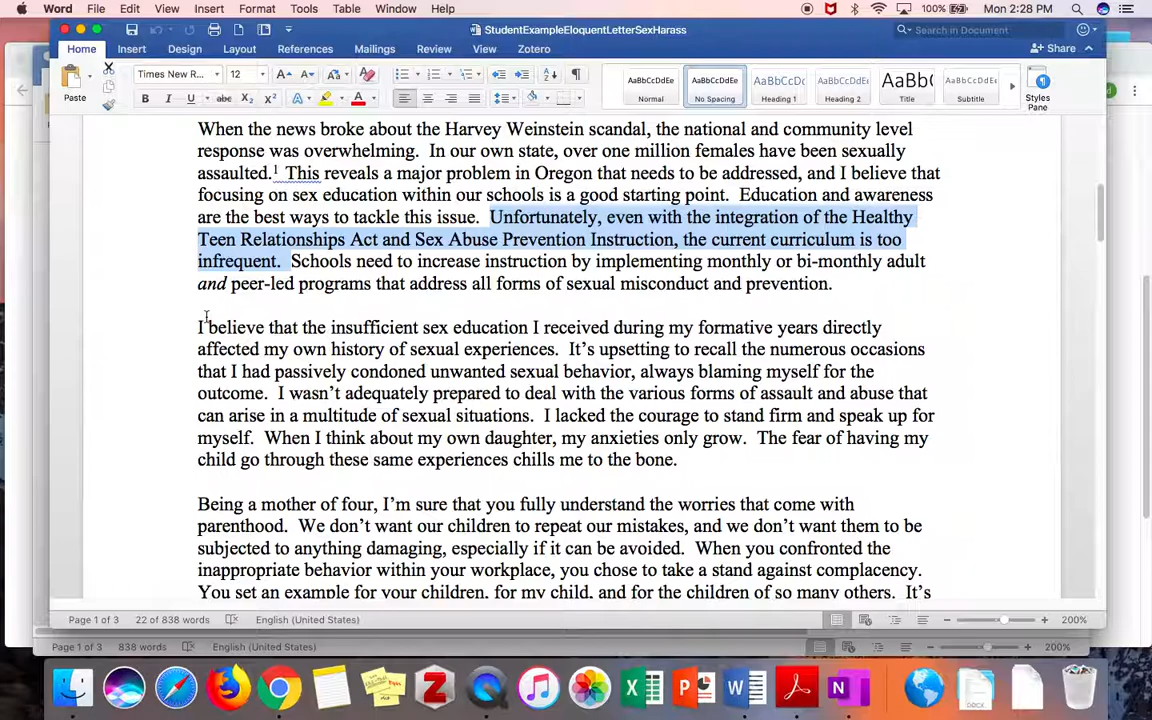 Word File Edit View Insert Format Tools Table Window Help 100% Mon 2:28 PM
StudentExampleEloquentLetterSexHarass Search in Document
Home Insert Design Layout References Mailings Review View Zotero Share
Paste Times New R... 12 AaBbCcDdEe AaBbCcDdEe AaBbCcDc AaBbCcDdEe AaBb( AaBbCcDdEe
B I U abc X₂ X² A A Normal No Spacing Heading 1 Heading 2 Title Subtitle Styles Pane
When the news broke about the Harvey Weinstein scandal, the national and community level
response was overwhelming. In our own state, over one million females have been sexually
assaulted.¹ This reveals a major problem in Oregon that needs to be addressed, and I believe that
focusing on sex education within our schools is a good starting point. Education and awareness
are the best ways to tackle this issue. Unfortunately, even with the integration of the Healthy
Teen Relationships Act and Sex Abuse Prevention Instruction, the current curriculum is too
infrequent. Schools need to increase instruction by implementing monthly or bi-monthly adult
and peer-led programs that address all forms of sexual misconduct and prevention.
I believe that the insufficient sex education I received during my formative years directly
affected my own history of sexual experiences. It's upsetting to recall the numerous occasions
that I had passively condoned unwanted sexual behavior, always blaming myself for the
outcome. I wasn't adequately prepared to deal with the various forms of assault and abuse that
can arise in a multitude of sexual situations. I lacked the courage to stand firm and speak up for
myself. When I think about my own daughter, my anxieties only grow. The fear of having my
child go through these same experiences chills me to the bone.
Being a mother of four, I'm sure that you fully understand the worries that come with
parenthood. We don't want our children to repeat our mistakes, and we don't want them to be
subjected to anything damaging, especially if it can be avoided. When you confronted the
inappropriate behavior within your workplace, you chose to take a stand against complacency.
You set an example for your children, for my child, and for the children of so many others. It's
Page 1 of 3 22 of 838 words English (United States) 200%
Page 1 of 3 838 words English (United States) 200%
DOCX